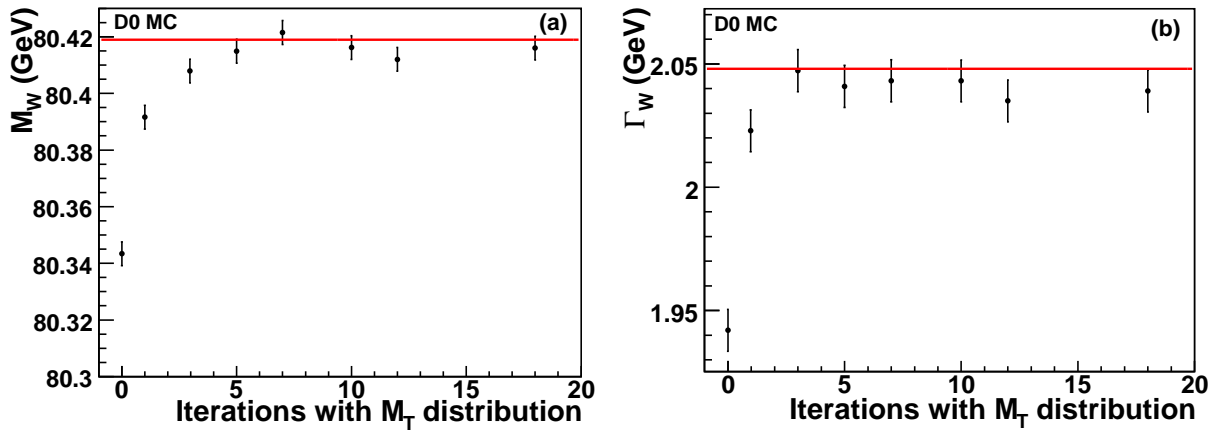 D0 MC
(a)
M_W (GeV)
80.42
80.4
80.38
80.36
80.34
80.32
80.3
0 5 10 15 20
Iterations with M_T distribution
D0 MC
(b)
Γ_W (GeV)
2.05
2
1.95
0 5 10 15 20
Iterations with M_T distribution